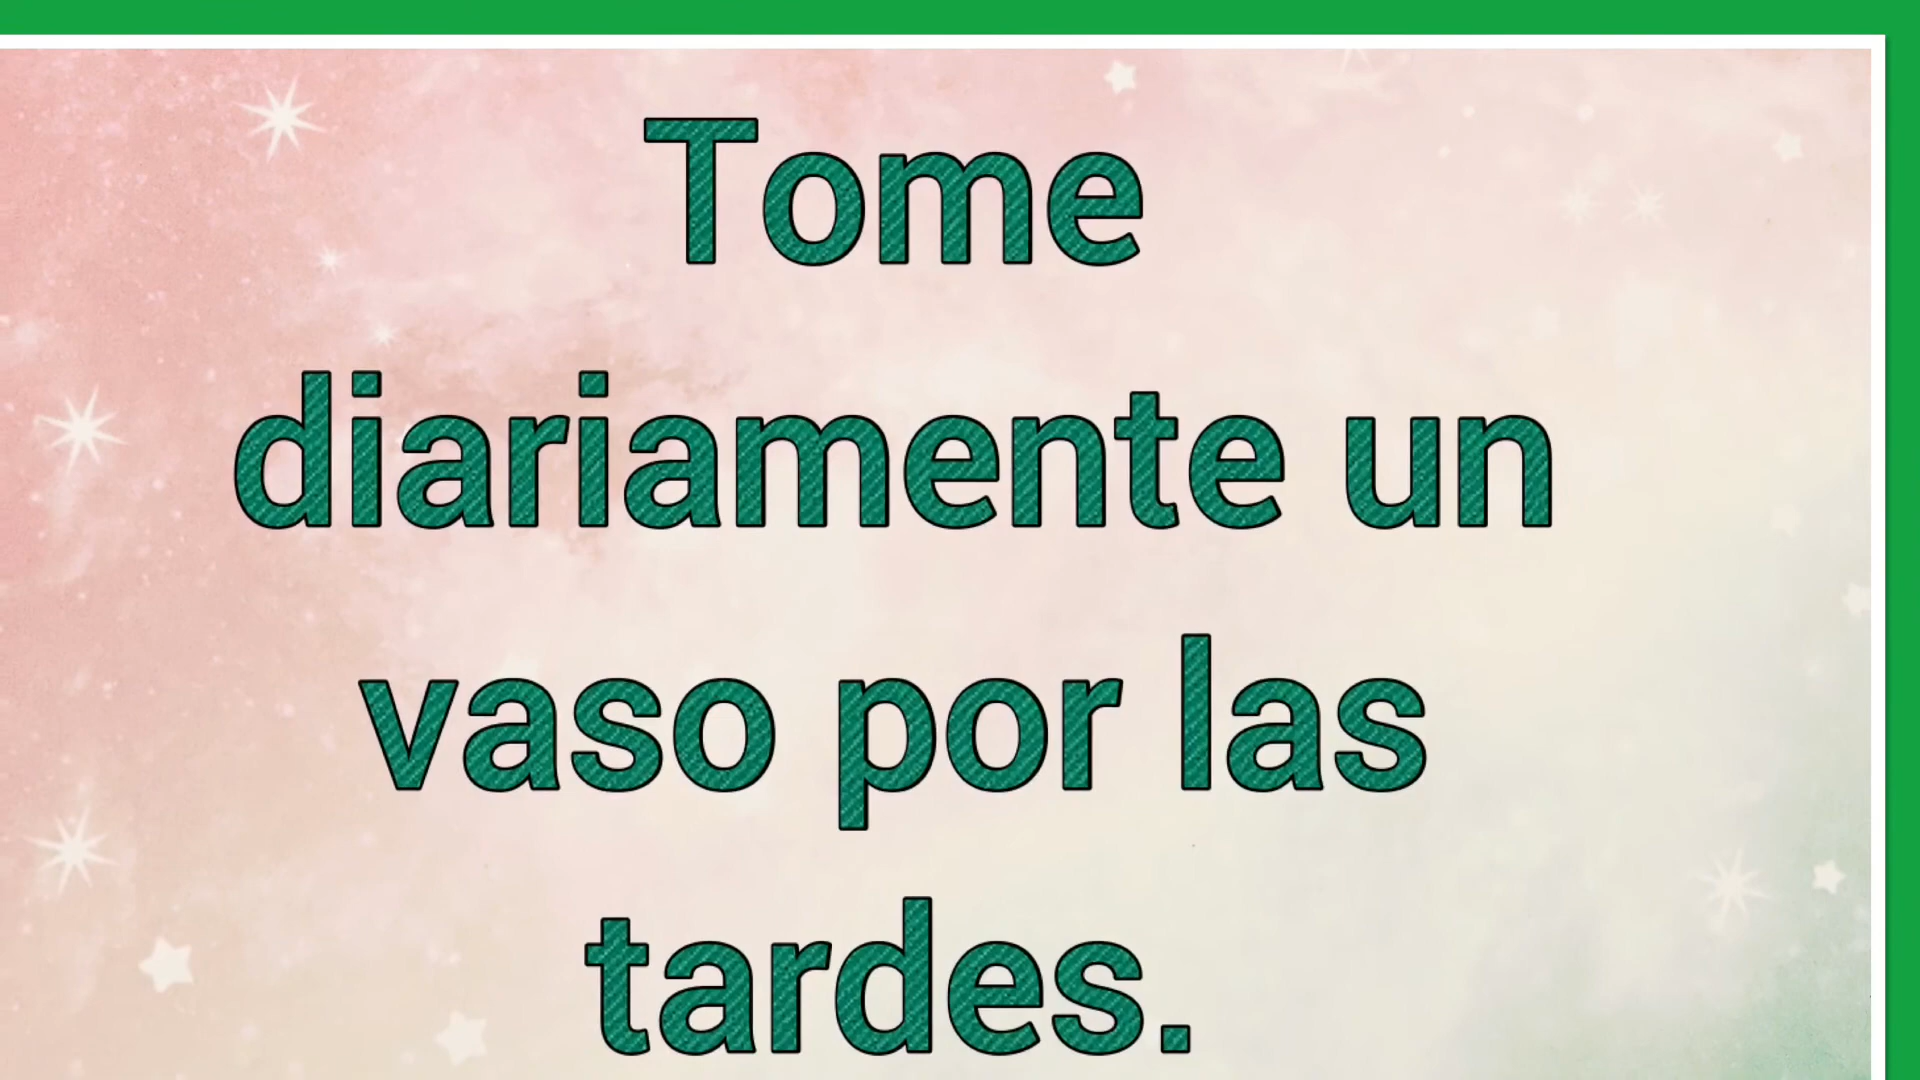 Tome
diariamente un
vaso por las
tardes.